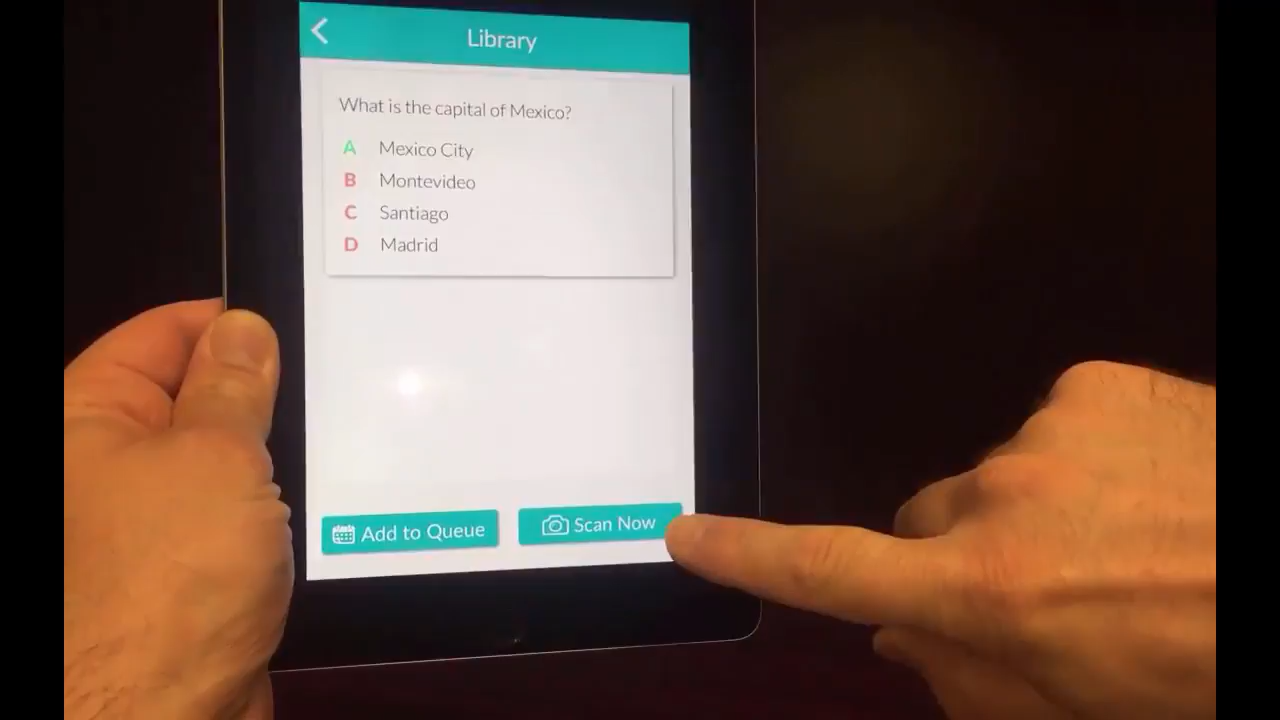 Library
What is the capital of Mexico?
A Mexico City
B Montevideo
C Santiago
D Madrid
Add to Queue
Scan Now